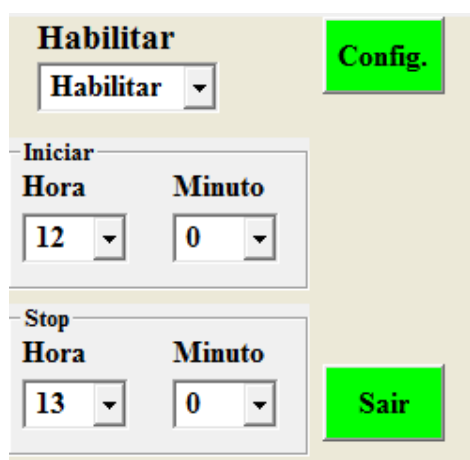 Habilitar
Config.
Habilitar
Iniciar
Hora Minuto
12 0
Stop
Hora Minuto
13 0
Sair